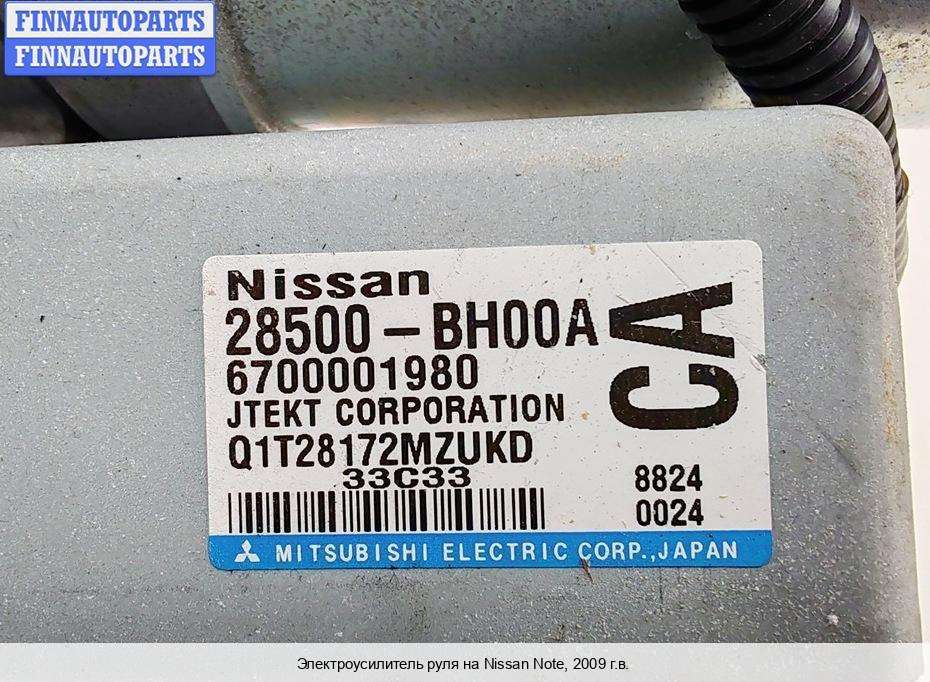 FINNAUTOPARTS
FINNAUTOPARTS
Nissan
28500-BH00A
6700001980
JTEKT CORPORATION
Q1T28172MZUKD
33C33
CA
8824
0024
MITSUBISHI ELECTRIC CORP., JAPAN
Электроусилитель руля на Nissan Note, 2009 г.в.